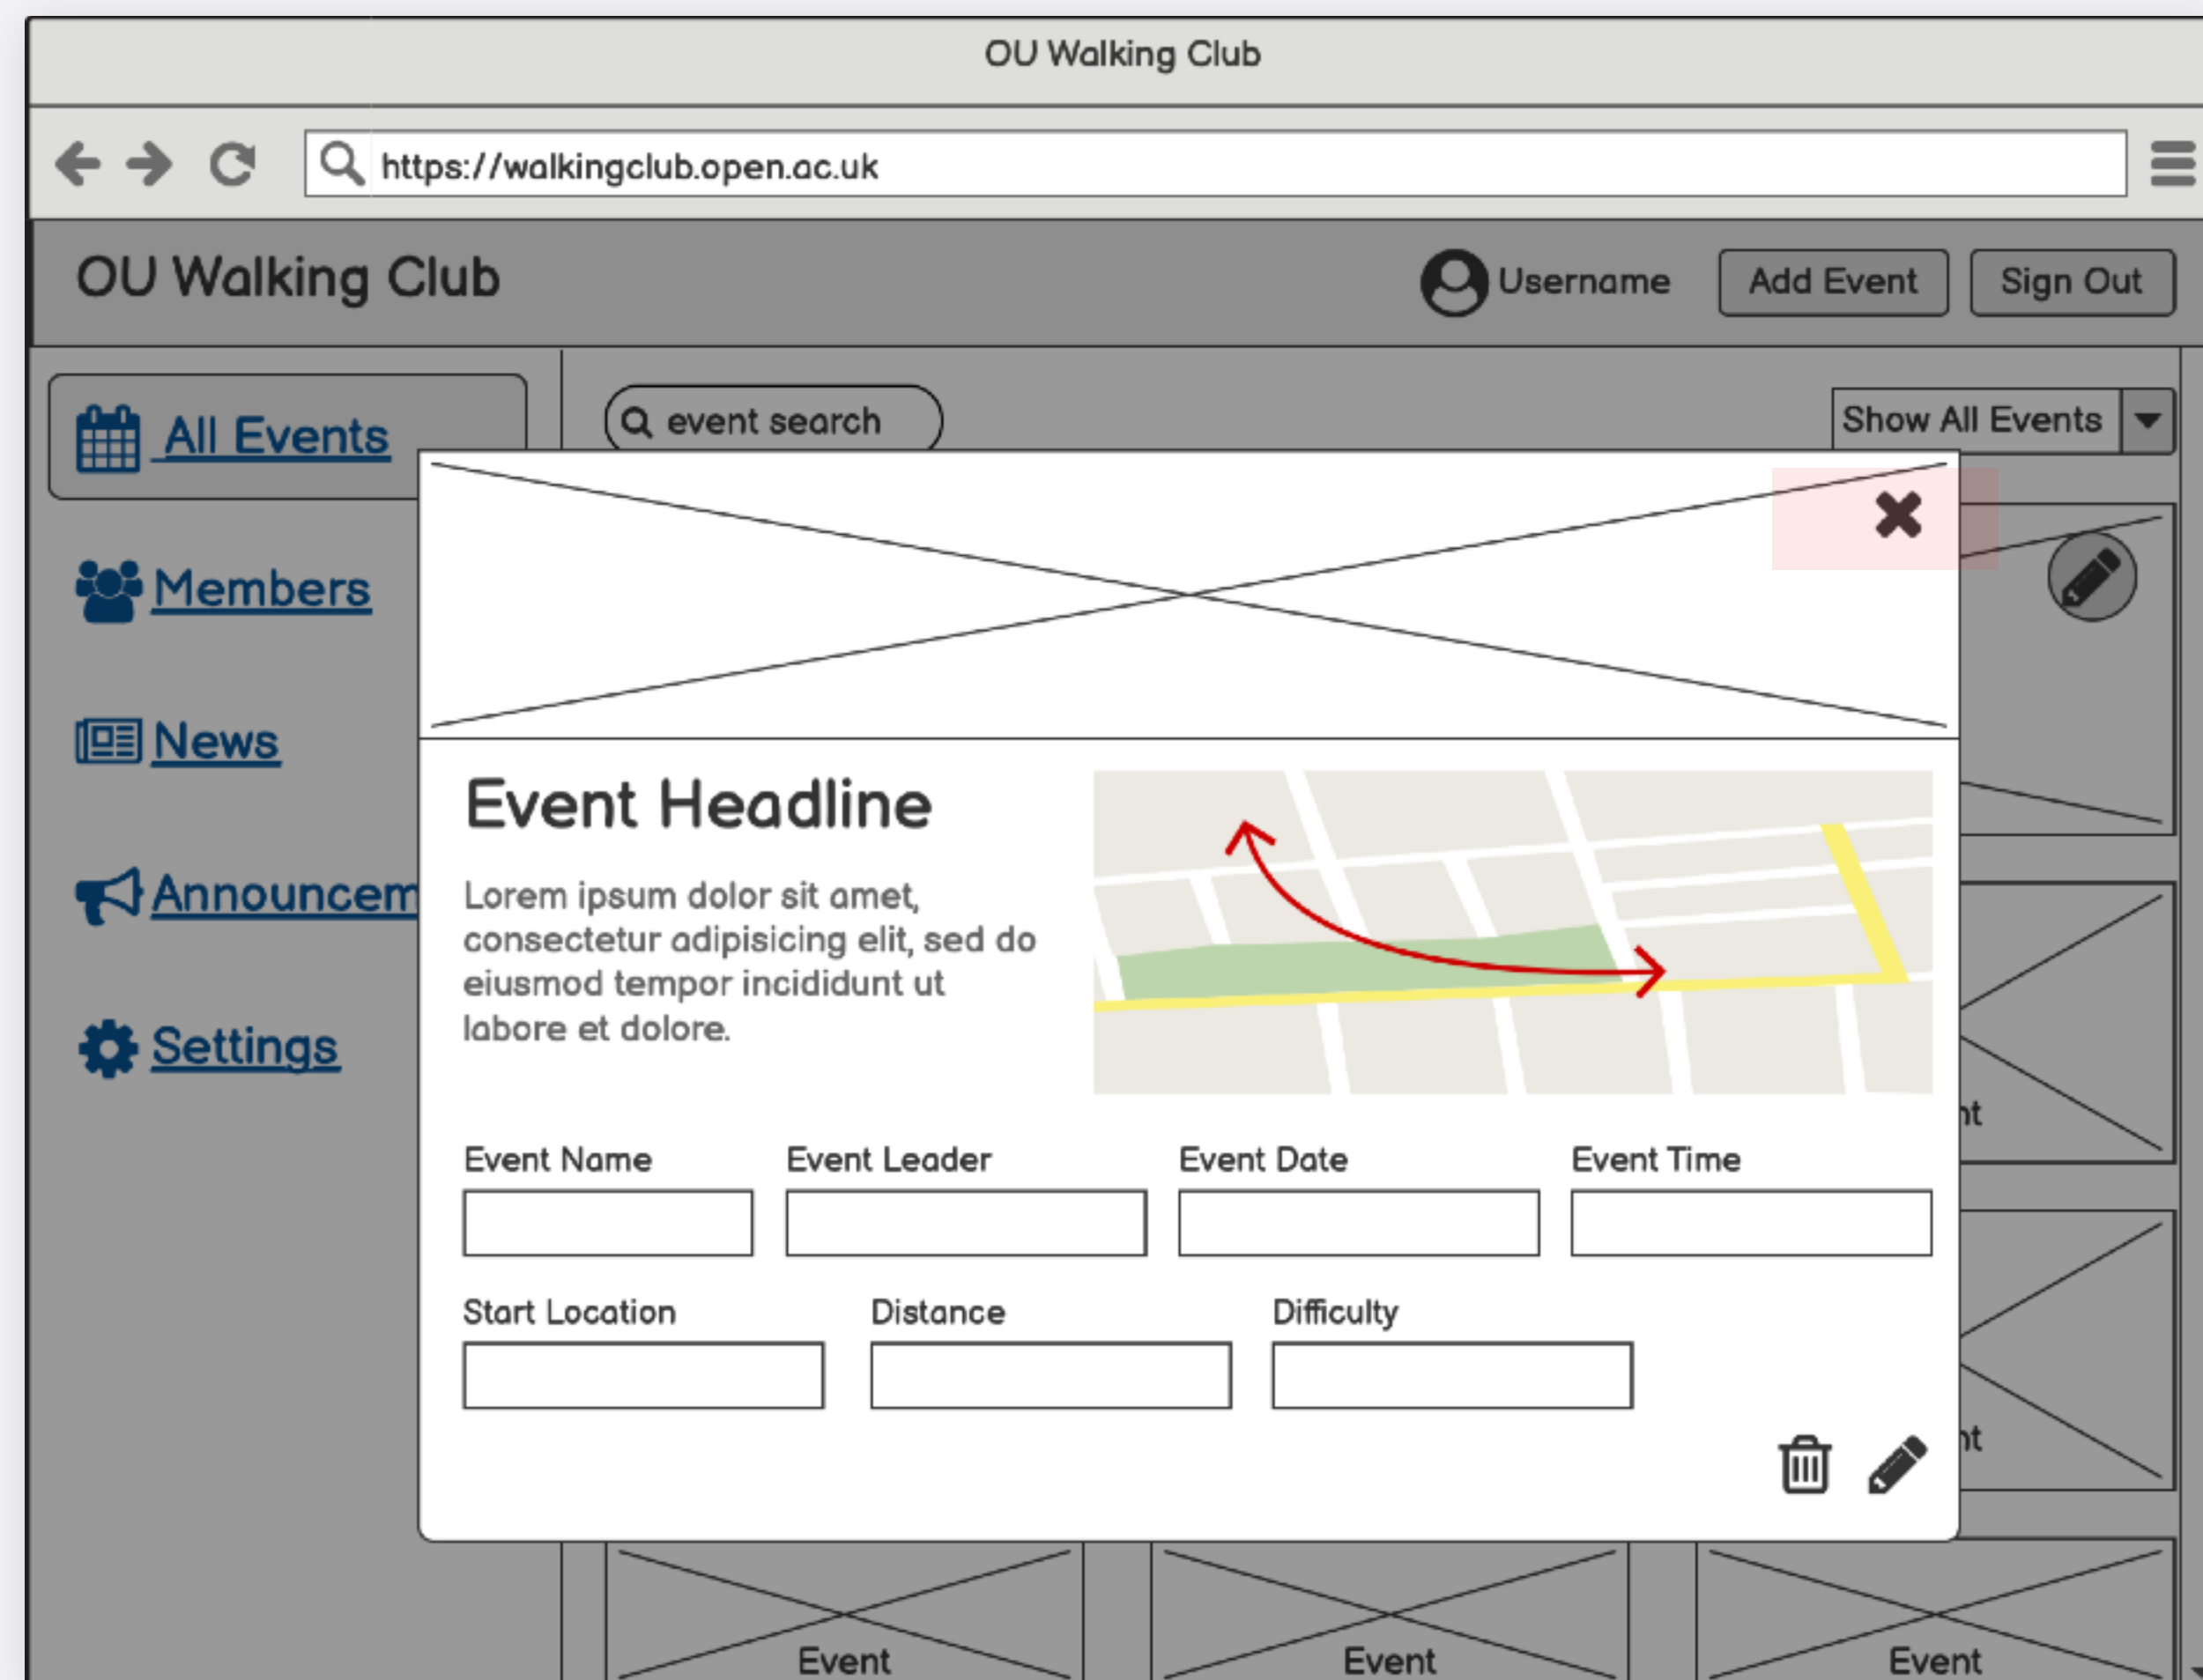 OU Walking Club
https://walkingclub.open.ac.uk
OU Walking Club
Username
Add Event
Sign Out
All Events
event search
Show All Events
Members
News
Announcem
Settings
Event Headline
Lorem ipsum dolor sit amet,
consectetur adipisicing elit, sed do
eiusmod tempor incididunt ut
labore et dolore.
nt
Event Name
Event Leader
Event Date
Event Time
Start Location
Distance
Difficulty
nt
Event
Event
Event